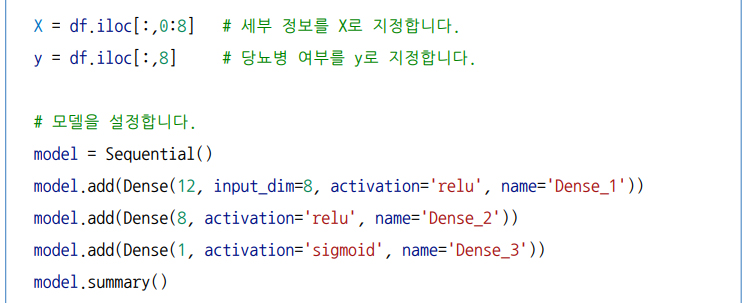 X = df.iloc[:,0:8]   # 세부 정보를 X로 지정합니다.
y = df.iloc[:,8]     # 당뇨병 여부를 y로 지정합니다.
# 모델을 설정합니다.
model = Sequential()
model.add(Dense(12, input_dim=8, activation='relu', name='Dense_1'))
model.add(Dense(8, activation='relu', name='Dense_2'))
model.add(Dense(1, activation='sigmoid', name='Dense_3'))
model.summary()